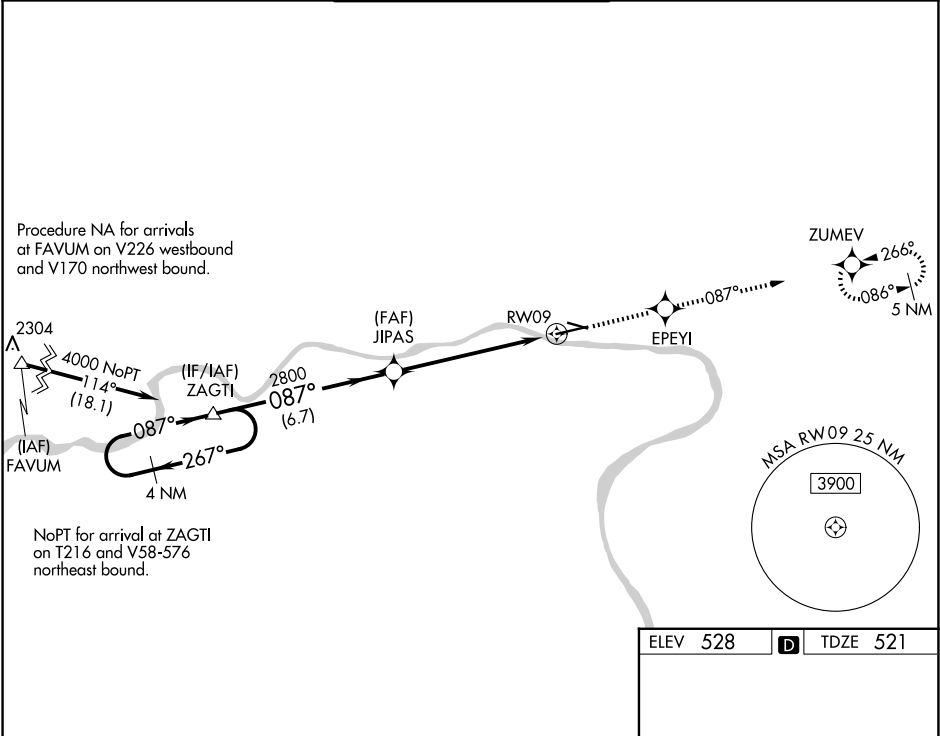 Procedure NA for arrivals
at FAVUM on V226 westbound
and V170 northwest bound.
ZUMEV
266°
086°
5 NM
087°
EPEYI
RW09
(FAF)
JIPAS
2304
4000 NoPT
114°
(18.1)
(IF/IAF)
ZAGTI
2800
087°
(6.7)
(IAF)
FAVUM
087°
267°
4 NM
NoPT for arrival at ZAGTI
on T216 and V58-576
northeast bound.
MSA RW09 25 NM
3900
ELEV 528 D TDZE 521